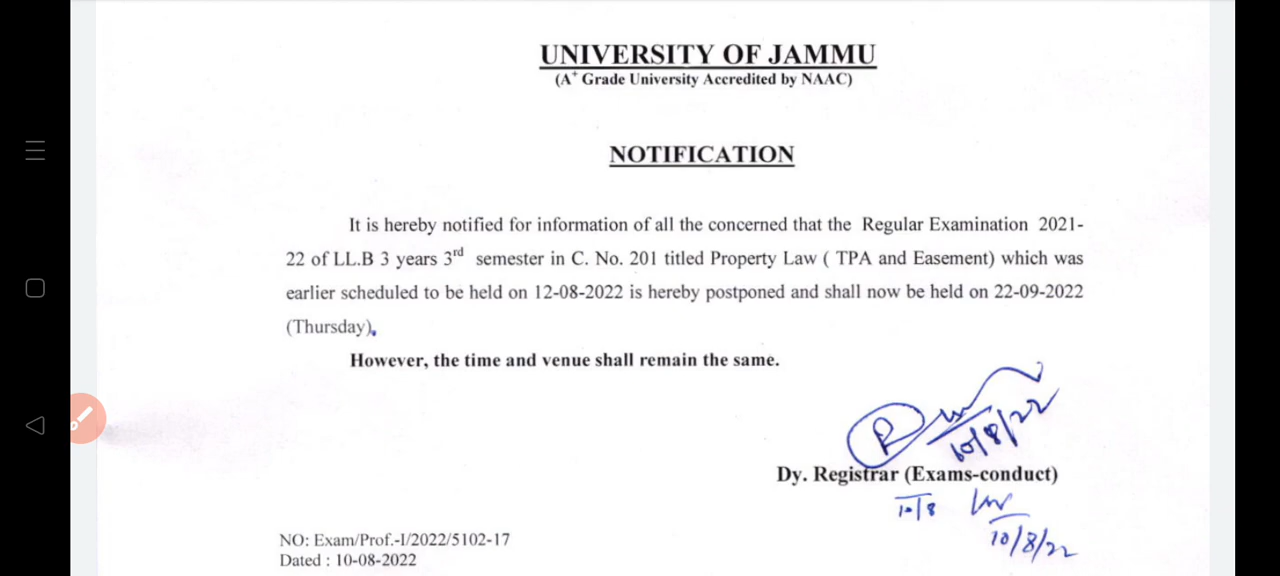 UNIVERSITY OF JAMMU
(A+ Grade University Accredited by NAAC)
NOTIFICATION
It is hereby notified for information of all the concerned that the Regular Examination 2021-
22 of LL.B 3 years 3rd semester in C. No. 201 titled Property Law ( TPA and Easement) which was
earlier scheduled to be held on 12-08-2022 is hereby postponed and shall now be held on 22-09-2022
(Thursday).
However, the time and venue shall remain the same.
10/8/22
Dy. Registrar (Exams-conduct)
10/8
10/8/22
NO: Exam/Prof.-I/2022/5102-17
Dated : 10-08-2022